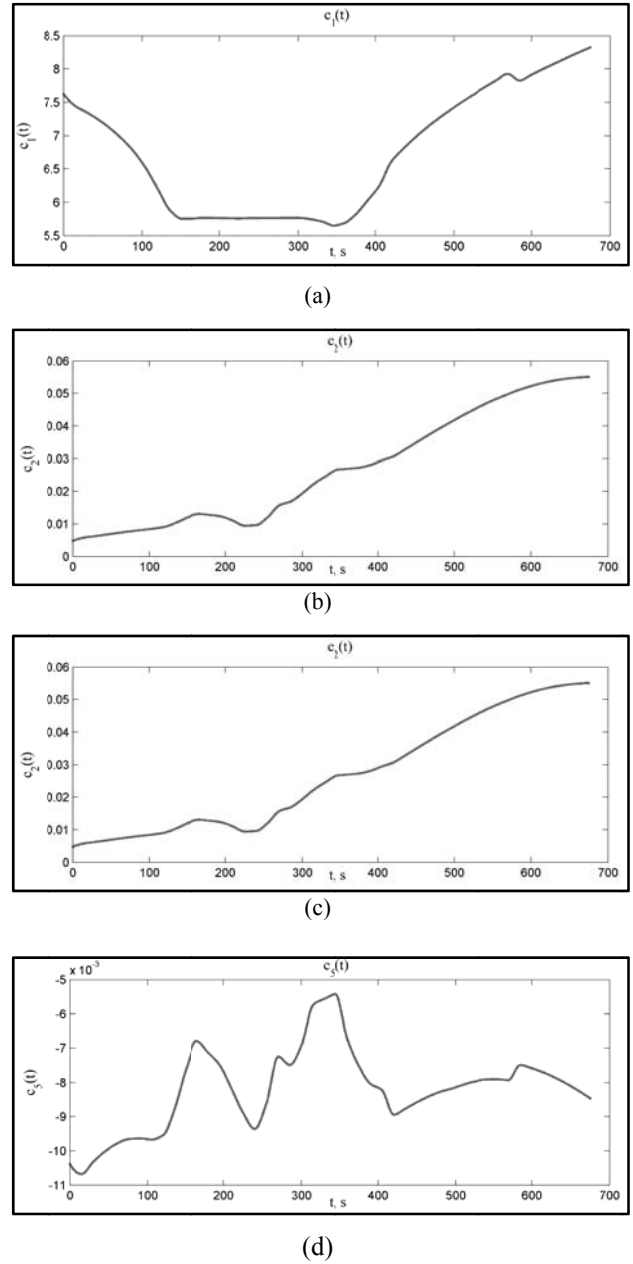 c₁(t)
8.5
8
7.5
7
6.5
6
5.5
c₁(t)
0 100 200 300 400 500 600 700
t, s
(a)
c₂(t)
0.06
0.05
0.04
0.03
0.02
0.01
0
c₂(t)
0 100 200 300 400 500 600 700
t, s
(b)
c₂(t)
0.06
0.05
0.04
0.03
0.02
0.01
0
c₂(t)
0 100 200 300 400 500 600 700
t, s
(c)
x 10⁻³
c₅(t)
-5
-6
-7
-8
-9
-10
-11
c₅(t)
0 100 200 300 400 500 600 700
t, s
(d)